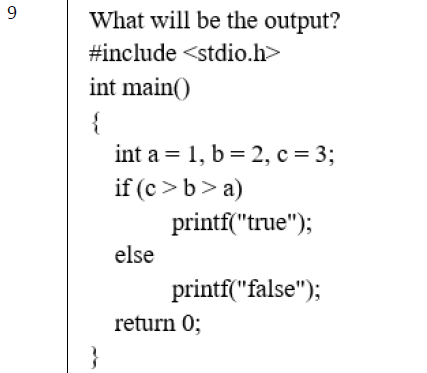 9
What will be the output?
#include <stdio.h>
int main()
{
int a = 1, b = 2, c = 3;
if (c > b > a)
printf("true");
else
printf("false");
return 0;
}